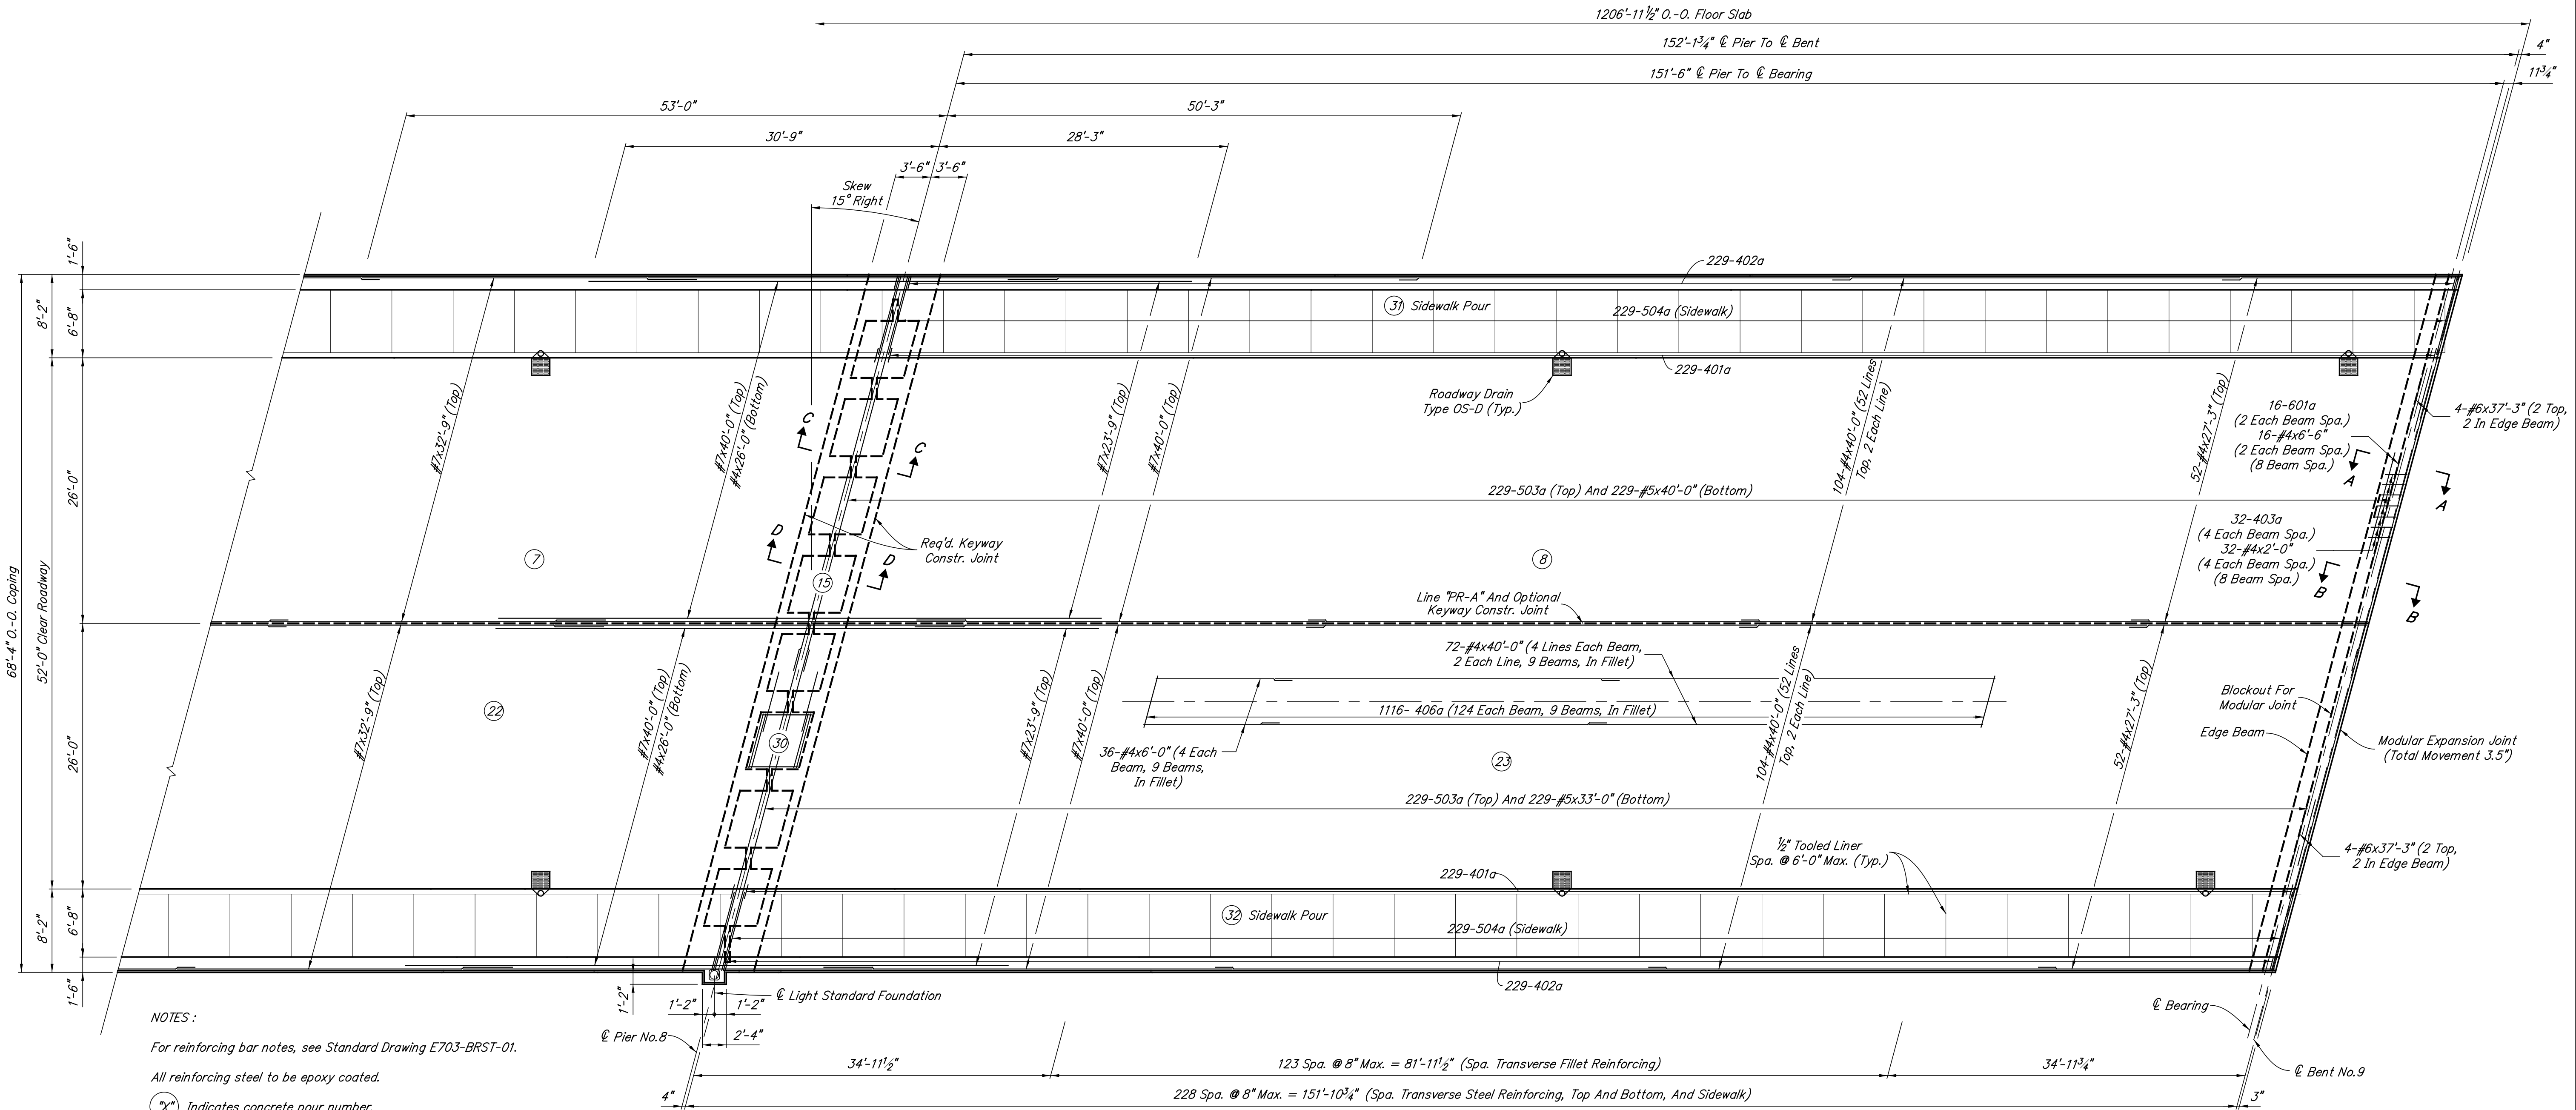 1206'-11½" O.-O. Floor Slab
152'-1¾" ℄ Pier To ℄ Bent
4"
151'-6" ℄ Pier To ℄ Bearing
11¾"
53'-0"
50'-3"
30'-9"
28'-3"
3'-6"
3'-6"
Skew
15° Right
1'-6"
8'-2"
6'-8"
26'-0"
68'-4" O.-O. Coping
52'-0" Clear Roadway
26'-0"
8'-2"
6'-8"
1'-6"
229-402a
31 Sidewalk Pour
229-504a (Sidewalk)
229-401a
Roadway Drain
Type OS-D (Typ.)
#7x32'-9" (Top)
#7x40'-0" (Top)
#4x26'-0" (Bottom)
C
C
#7x23'-9" (Top)
#7x40'-0" (Top)
104-#4x40'-0" (52 Lines
Top, 2 Each Line)
52-#4x27'-3" (Top)
16-601a
(2 Each Beam Spa.)
16-#4x6'-6"
(2 Each Beam Spa.)
(8 Beam Spa.)
4-#6x37'-3" (2 Top,
2 In Edge Beam)
A
A
229-503a (Top) And 229-#5x40'-0" (Bottom)
32-403a
(4 Each Beam Spa.)
32-#4x2'-0"
(4 Each Beam Spa.)
(8 Beam Spa.)
B
B
D
D
Req'd. Keyway
Constr. Joint
7
15
8
Line "PR-A" And Optional
Keyway Constr. Joint
72-#4x40'-0" (4 Lines Each Beam,
2 Each Line, 9 Beams, In Fillet)
#7x32'-9" (Top)
22
#7x40'-0" (Top)
#4x26'-0" (Bottom)
30
#7x23'-9" (Top)
#7x40'-0" (Top)
1116- 406a (124 Each Beam, 9 Beams, In Fillet)
36-#4x6'-0" (4 Each
Beam, 9 Beams,
In Fillet)
23
104-#4x40'-0" (52 Lines
Top, 2 Each Line)
52-#4x27'-3" (Top)
Blockout For
Modular Joint
Edge Beam
Modular Expansion Joint
(Total Movement 3.5")
229-503a (Top) And 229-#5x33'-0" (Bottom)
½" Tooled Liner
Spa. @ 6'-0" Max. (Typ.)
4-#6x37'-3" (2 Top,
2 In Edge Beam)
229-401a
32 Sidewalk Pour
229-504a (Sidewalk)
229-402a
1'-2"
1'-2"
1'-2"
2'-4"
℄ Light Standard Foundation
℄ Pier No.8
℄ Bearing
℄ Bent No.9
34'-11½"
123 Spa. @ 8" Max. = 81'-11½" (Spa. Transverse Fillet Reinforcing)
34'-11¾"
4"
228 Spa. @ 8" Max. = 151'-10¾" (Spa. Transverse Steel Reinforcing, Top And Bottom, And Sidewalk)
3"
NOTES :
For reinforcing bar notes, see Standard Drawing E703-BRST-01.
All reinforcing steel to be epoxy coated.
"X" Indicates concrete pour number.